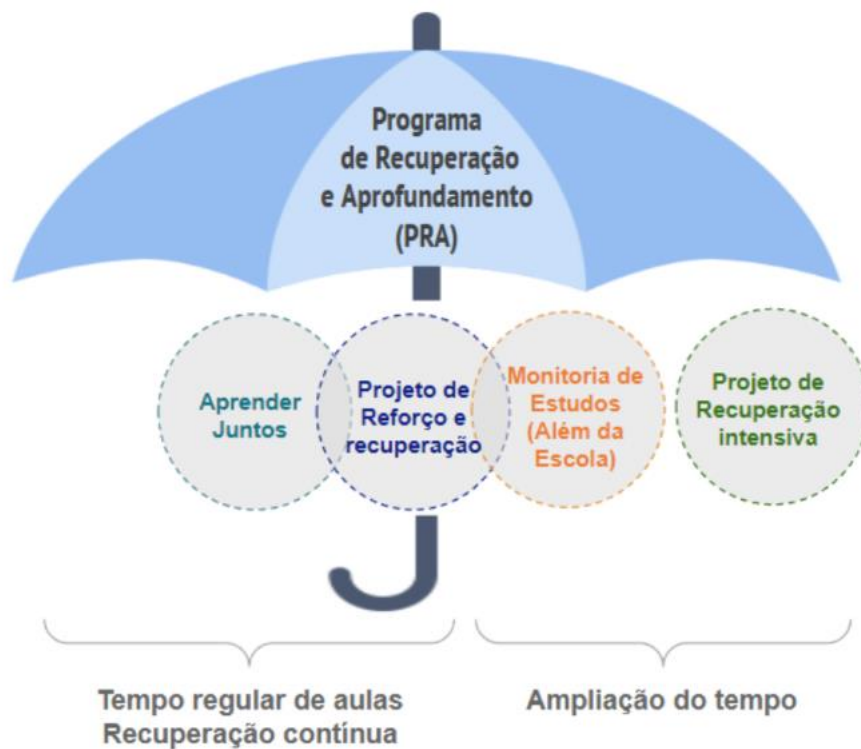 Programa
de Recuperação
e Aprofundamento
(PRA)
Aprender
Juntos
Projeto de
Reforço e
recuperação
Monitoria de
Estudos
(Além da
Escola)
Projeto de
Recuperação
intensiva
Tempo regular de aulas
Recuperação contínua
Ampliação do tempo